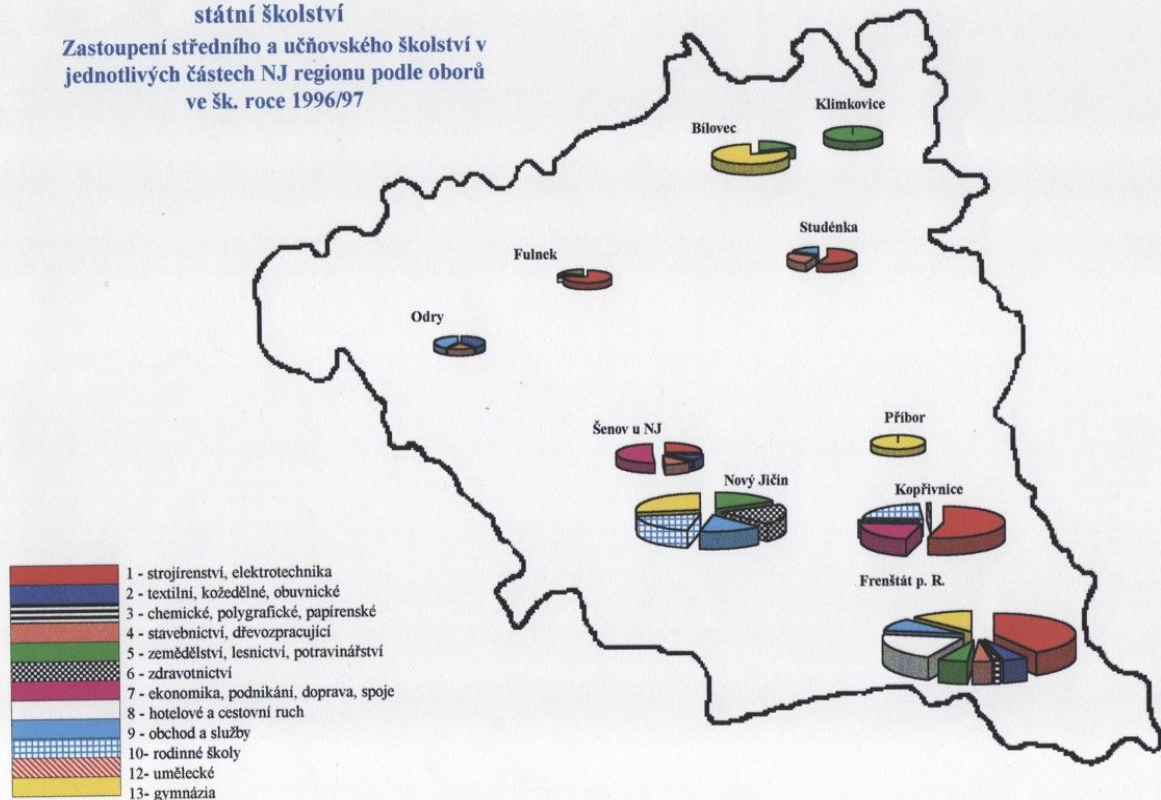 státní školství
Zastoupení středního a učňovského školství v
jednotlivých částech NJ regionu podle oborů
ve šk. roce 1996/97
Klimkovice
Bílovec
Studénka
Fulnek
Odry
Šenov u NJ
Příbor
Nový Jičín
Kopřivnice
Frenštát p. R.
1 - strojírenství, elektrotechnika
2 - textilní, kožedělné, obuvnické
3 - chemické, polygrafické, papírenské
4 - stavebnictví, dřevozpracující
5 - zemědělství, lesnictví, potravinářství
6 - zdravotnictví
7 - ekonomika, podnikání, doprava, spoje
8 - hotelové a cestovní ruch
9 - obchod a služby
10- rodinné školy
12- umělecké
13- gymnázia